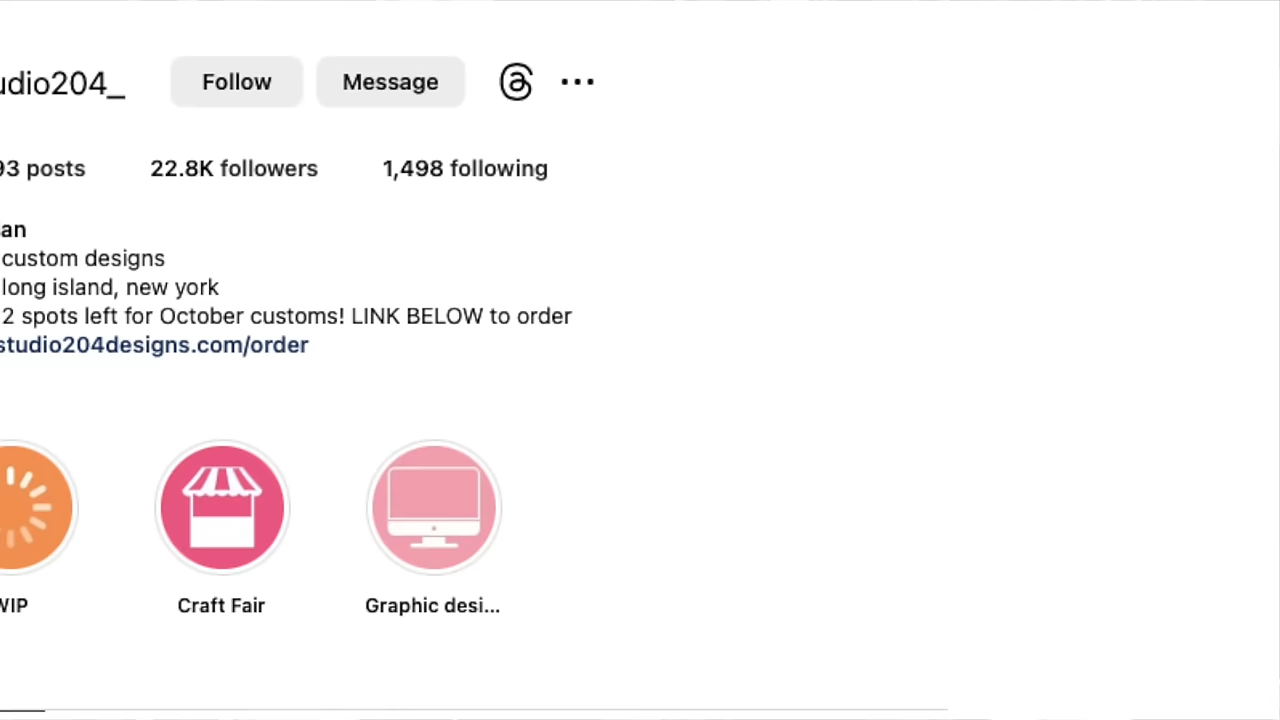 udio204_
Follow
Message
93 posts
22.8K followers
1,498 following
an
custom designs
long island, new york
2 spots left for October customs! LINK BELOW to order
studio204designs.com/order
WIP
Craft Fair
Graphic desi...